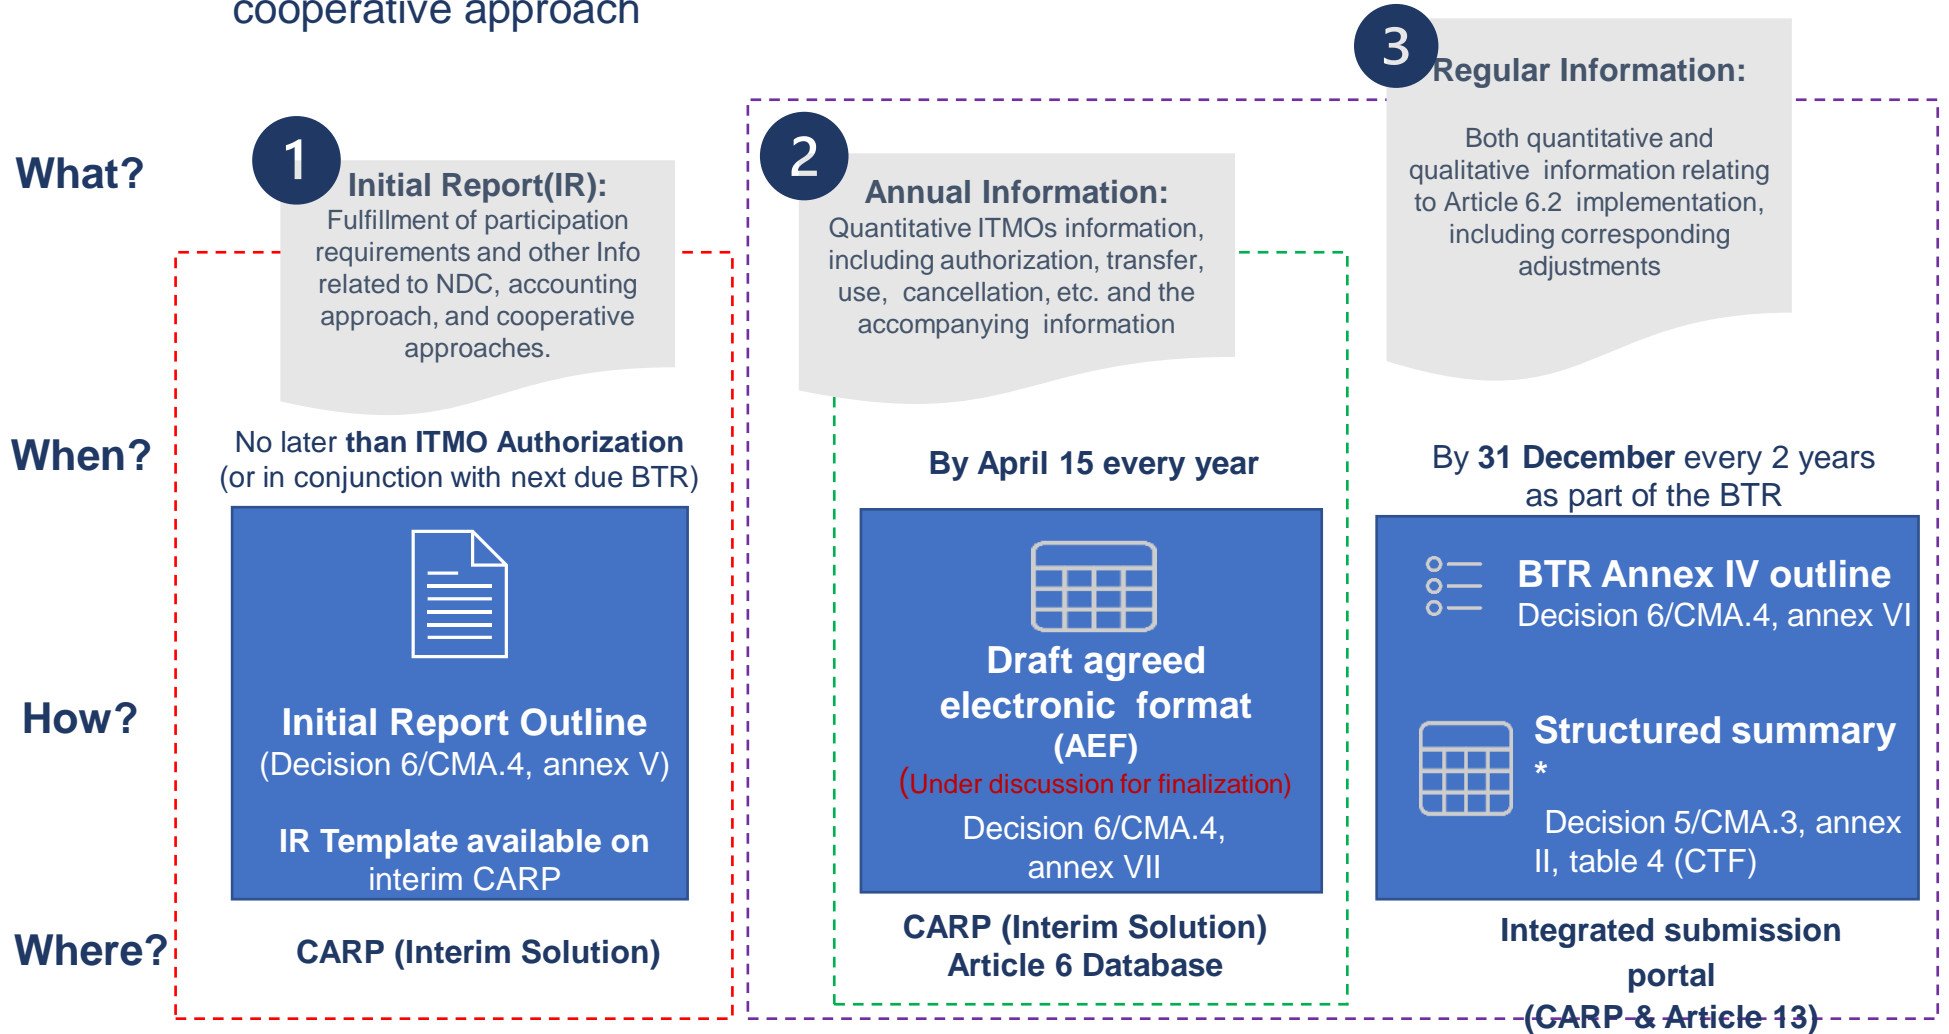 cooperative approach
What?
1
Initial Report(IR):
Fulfillment of participation
requirements and other Info
related to NDC, accounting
approach, and cooperative
approaches.
2
Annual Information:
Quantitative ITMOs information,
including authorization, transfer,
use, cancellation, etc. and the
accompanying information
3
Regular Information:
Both quantitative and
qualitative information relating
to Article 6.2 implementation,
including corresponding
adjustments
When?
No later than ITMO Authorization
(or in conjunction with next due BTR)
By April 15 every year
By 31 December every 2 years
as part of the BTR
How?
Initial Report Outline
(Decision 6/CMA.4, annex V)
IR Template available on
interim CARP
Draft agreed
electronic format
(AEF)
(Under discussion for finalization)
Decision 6/CMA.4,
annex VII
BTR Annex IV outline
Decision 6/CMA.4, annex VI
Structured summary
*
Decision 5/CMA.3, annex
II, table 4 (CTF)
Where?
CARP (Interim Solution)
CARP (Interim Solution)
Article 6 Database
Integrated submission
portal
(CARP & Article 13)